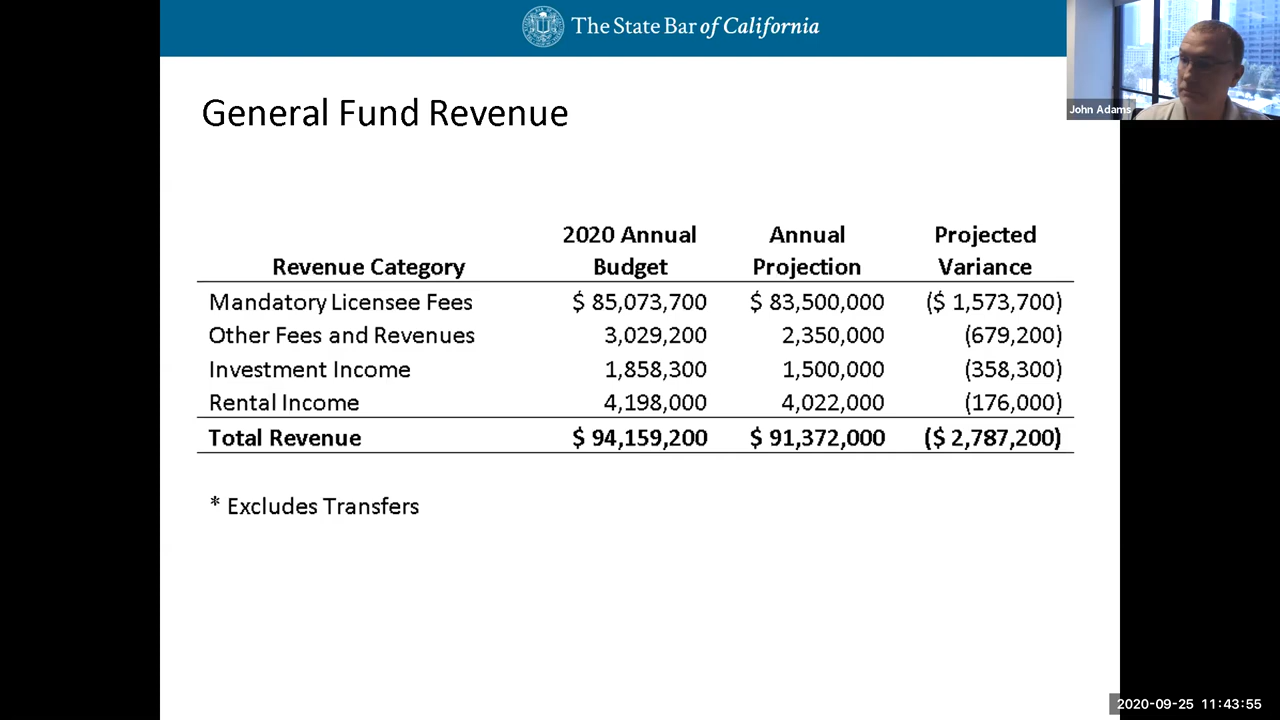 The State Bar of California
John Adams
General Fund Revenue
2020 Annual Annual Projected
Revenue Category Budget Projection Variance
Mandatory Licensee Fees $ 85,073,700 $ 83,500,000 ($ 1,573,700)
Other Fees and Revenues 3,029,200 2,350,000 (679,200)
Investment Income 1,858,300 1,500,000 (358,300)
Rental Income 4,198,000 4,022,000 (176,000)
Total Revenue $ 94,159,200 $ 91,372,000 ($ 2,787,200)
* Excludes Transfers
2020-09-25 11:43:55